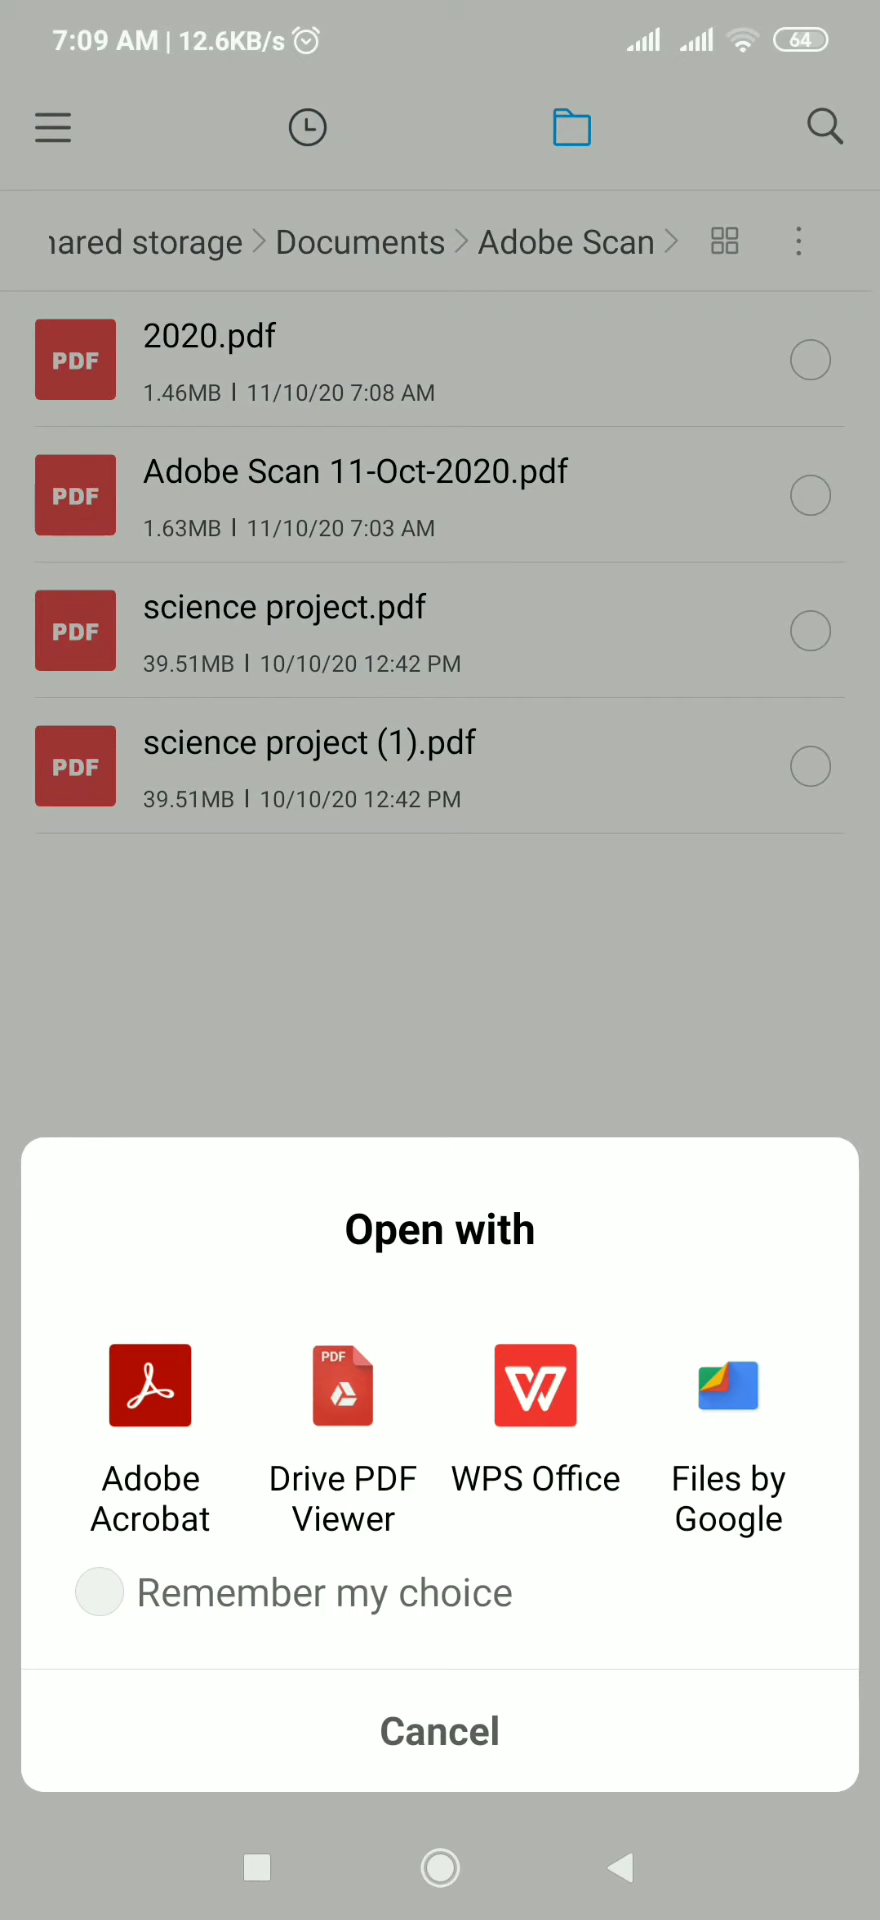 7:09 AM | 12.6KB/s 64
hared storage > Documents > Adobe Scan >
PDF 2020.pdf
1.46MB | 11/10/20 7:08 AM
PDF Adobe Scan 11-Oct-2020.pdf
1.63MB | 11/10/20 7:03 AM
PDF science project.pdf
39.51MB | 10/10/20 12:42 PM
PDF science project (1).pdf
39.51MB | 10/10/20 12:42 PM
Open with
PDF
Adobe Acrobat
Drive PDF Viewer
WPS Office
Files by Google
Remember my choice
Cancel